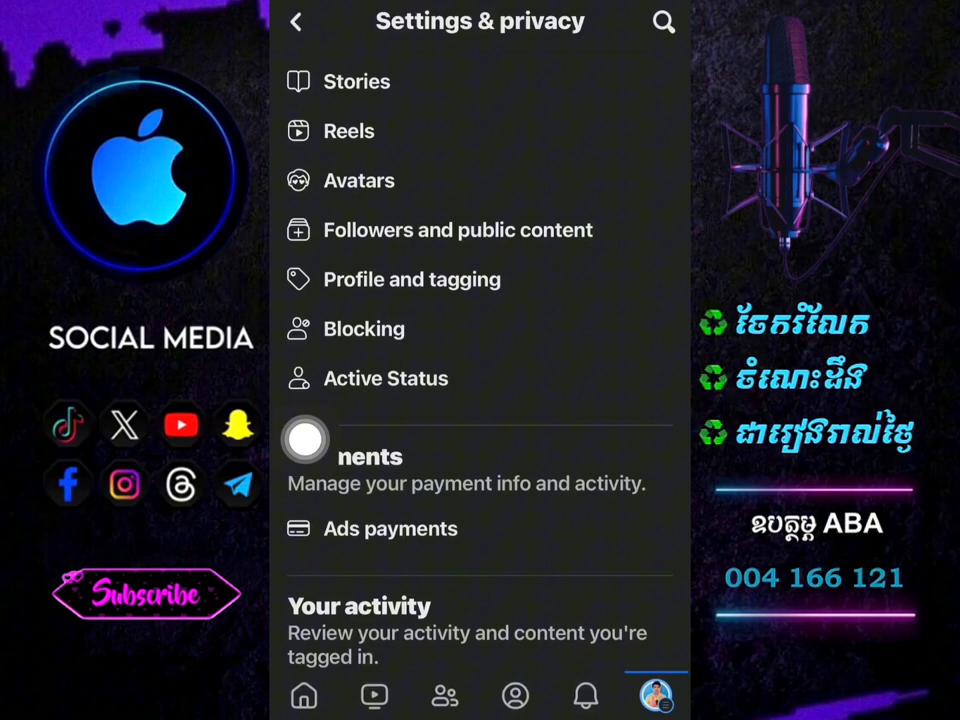 Settings & privacy
Stories
Reels
Avatars
Followers and public content
Profile and tagging
Blocking
Active Status
nents
Manage your payment info and activity.
Ads payments
Your activity
Review your activity and content you're
tagged in.
SOCIAL MEDIA
Subscribe
ចែករំលែក
ចំណេះដឹង
ជារៀងរាល់ថ្ងៃ
ឧបត្ថម្ភ ABA
004 166 121